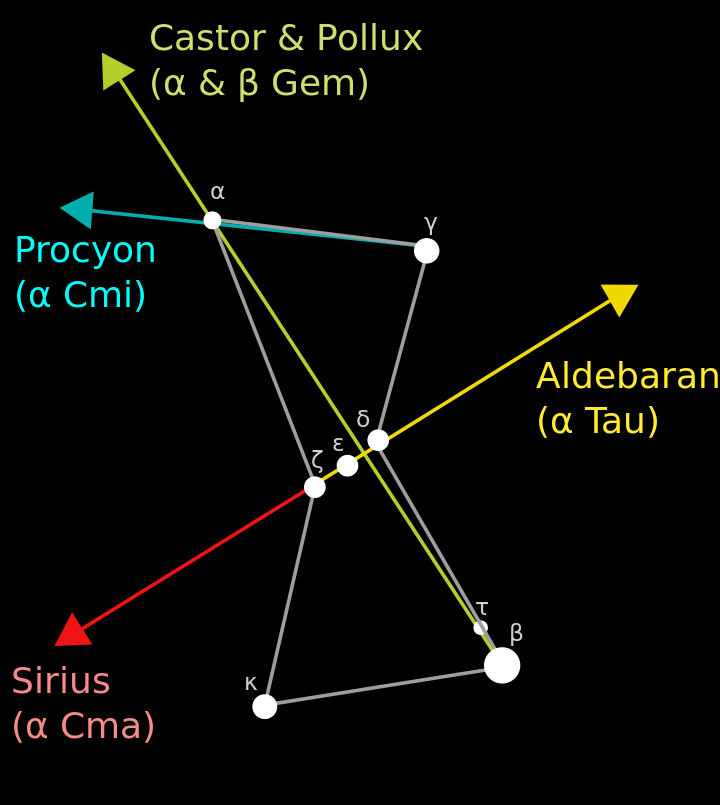 Castor & Pollux
(α & β Gem)
α
γ
Procyon
(α Cmi)
Aldebaran
(α Tau)
δ
ε
ζ
τ
β
Sirius
(α Cma)
κ